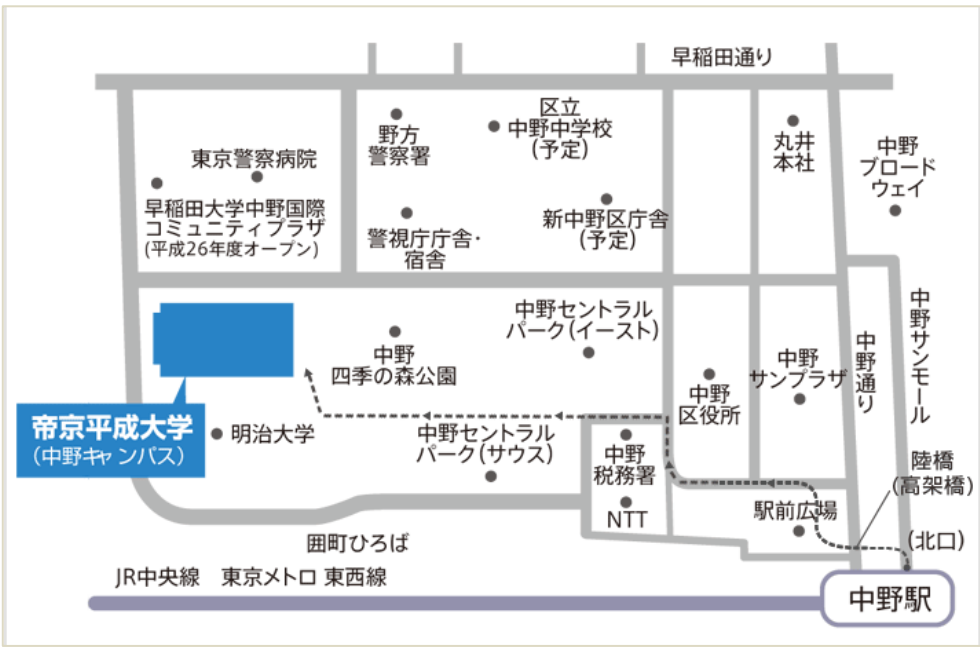 早稲田通り
野方
警察署
区立
中野中学校
(予定)
丸井
本社
中野
ブロード
ウェイ
東京警察病院
早稲田大学中野国際
コミュニティプラザ
(平成26年度オープン)
警視庁庁舎・
宿舎
新中野区庁舎
(予定)
中野セントラル
パーク(イースト)
中野
四季の森公園
中野
サンプラザ
中野通り
中野サンモール
中野
区役所
帝京平成大学
(中野キャンパス)
明治大学
中野セントラル
パーク(サウス)
中野
税務署
NTT
陸橋
(高架橋)
駅前広場
(北口)
囲町ひろば
JR中央線 東京メトロ 東西線
中野駅